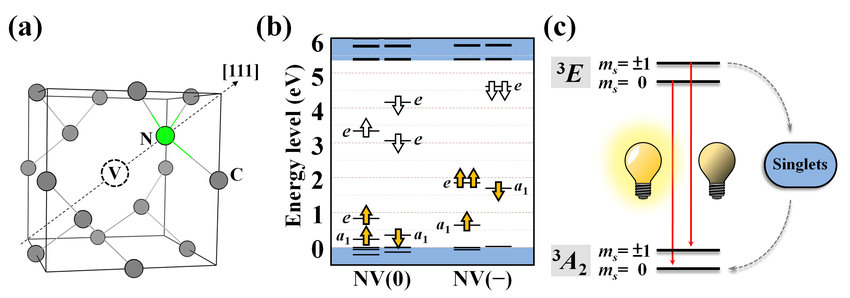 (a)
[111]
N
V
C
(b)
Energy level (eV)
6
5
4
3
2
1
0
e
e
e
e
a₁
a₁
e
e
a₁
a₁
NV(0)
NV(−)
(c)
³E
mₛ= ±1
mₛ= 0
Singlets
³A₂
mₛ= ±1
mₛ= 0